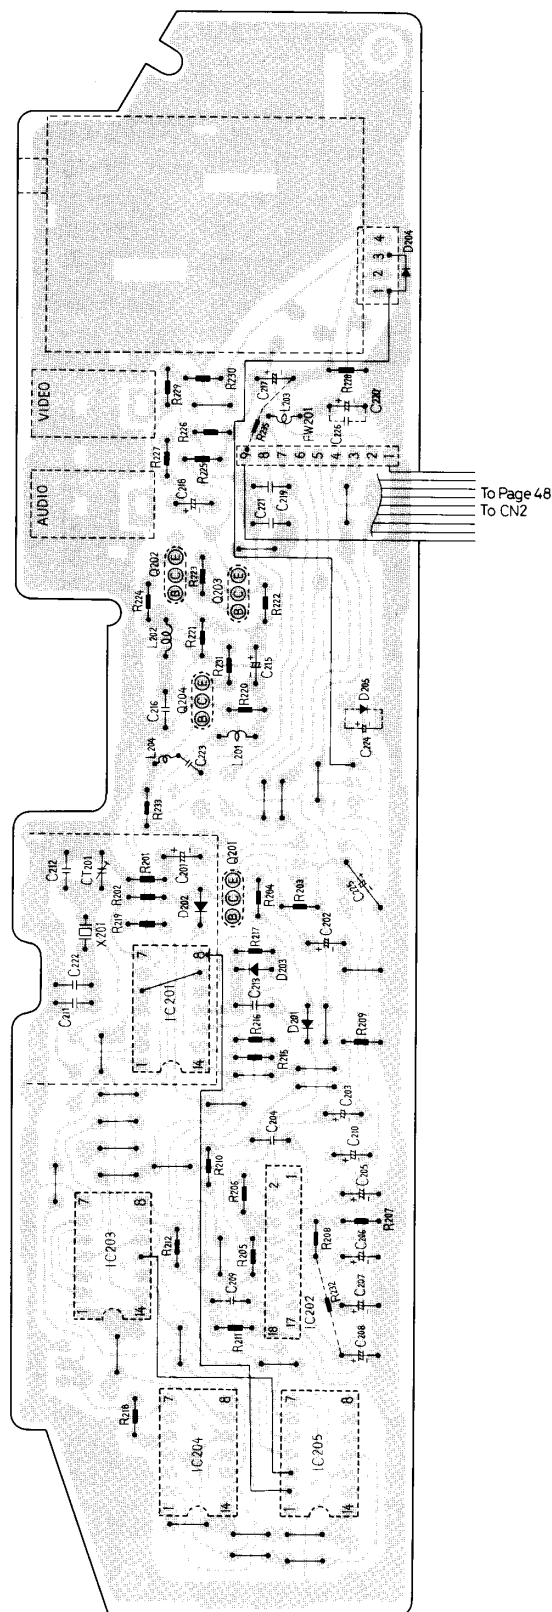 1 2 3 4
D204
VIDEO
AUDIO
R229
R230
C217
L203
R228
C226
R226
R227
R225
FW201
9 8 7 6 5 4 3 2 1
C218
C221
C219
To Page 48
To CN2
Q202
B C E
R223
Q203
B C E
R224
R222
L202
R221
R231
C215
C216
Q204
B C E
R220
D205
C224
L204
C223
L201
R233
C212
CT201
R201
R202
R219
C201
D202
Q201
B C E
R204
R203
C202
X201
C222
C211
7
8
IC201
1
14
R217
D203
C213
R216
R215
D201
R209
C203
C204
C210
C205
R210
R206
2
1
IC202
18
17
R208
R207
C206
R232
C207
C208
7
8
IC203
1
14
R212
R205
C209
R211
R218
7
8
IC204
1
14
7
8
IC205
1
14